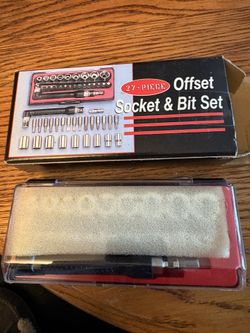 27-PIECE
Offset
Socket & Bit Set